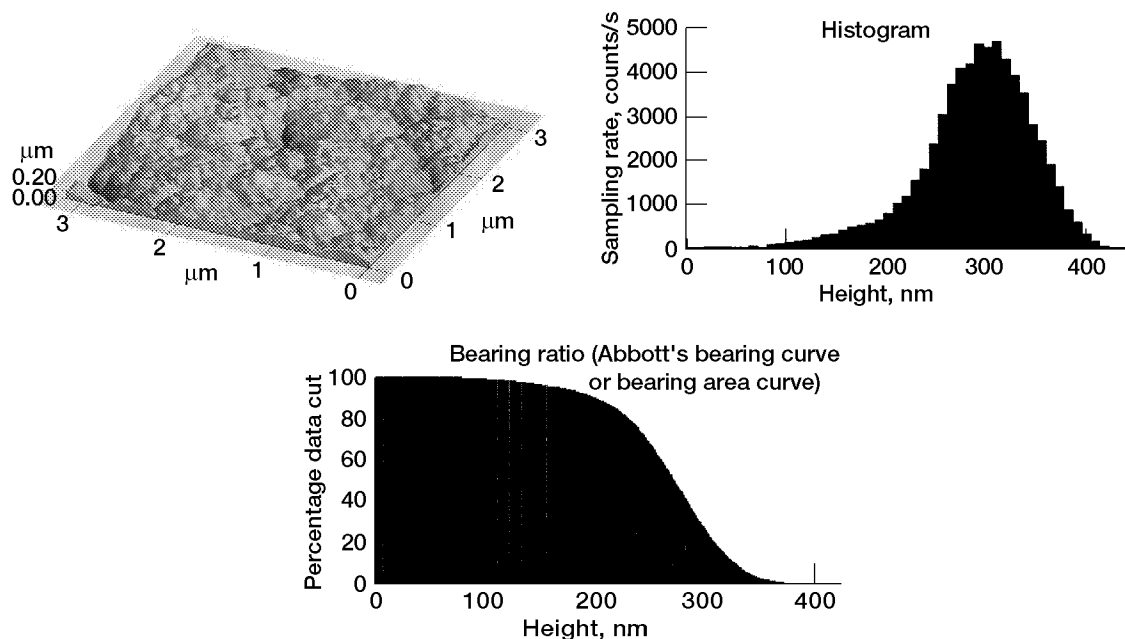 μm
0.20
0.00
3
2
μm
1
0
0
1
μm
2
3
Histogram
Sampling rate, counts/s
5000
4000
3000
2000
1000
0
0 100 200 300 400
Height, nm
Bearing ratio (Abbott's bearing curve
or bearing area curve)
Percentage data cut
100
80
60
40
20
0
0 100 200 300 400
Height, nm